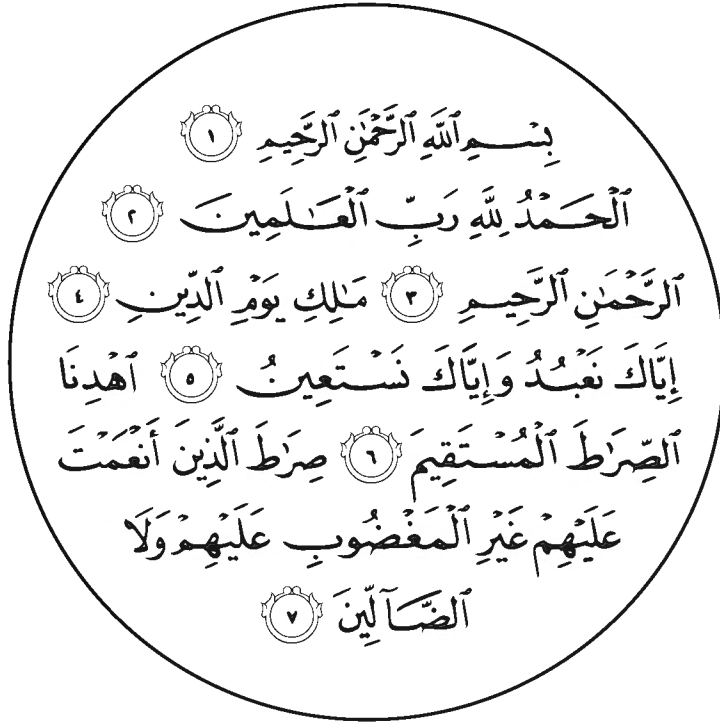 بِسْمِ ٱللَّهِ ٱلرَّحْمَٰنِ ٱلرَّحِيمِ ١
ٱلْحَمْدُ لِلَّهِ رَبِّ ٱلْعَـٰلَمِينَ ٢
ٱلرَّحْمَٰنِ ٱلرَّحِيمِ ٣ مَـٰلِكِ يَوْمِ ٱلدِّينِ ٤
إِيَّاكَ نَعْبُدُ وَإِيَّاكَ نَسْتَعِينُ ٥ ٱهْدِنَا
ٱلصِّرَٰطَ ٱلْمُسْتَقِيمَ ٦ صِرَٰطَ ٱلَّذِينَ أَنْعَمْتَ
عَلَيْهِمْ غَيْرِ ٱلْمَغْضُوبِ عَلَيْهِمْ وَلَا
ٱلضَّآلِّينَ ٧